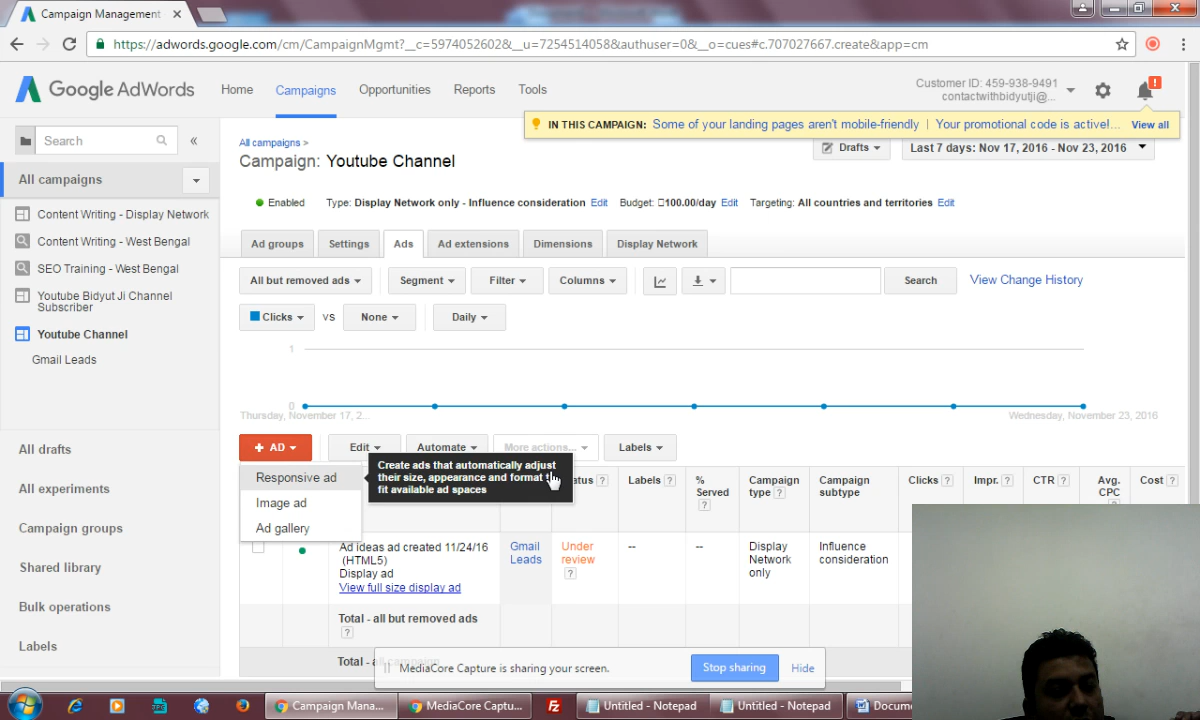 Campaign Management
https://adwords.google.com/cm/CampaignMgmt?__c=5974052602&__u=7254514058&authuser=0&__o=cues#c.707027667.create&app=cm
Google AdWords
Home
Campaigns
Opportunities
Reports
Tools
Customer ID: 459-938-9491
contactwithbidyutji@...
!
IN THIS CAMPAIGN: Some of your landing pages aren't mobile-friendly | Your promotional code is active!... View all
Search
«
All campaigns >
Campaign: Youtube Channel
Drafts
Last 7 days: Nov 17, 2016 - Nov 23, 2016
All campaigns
Content Writing - Display Network
Content Writing - West Bengal
SEO Training - West Bengal
Youtube Bidyut Ji Channel
Subscriber
Youtube Channel
Gmail Leads
All drafts
All experiments
Campaign groups
Shared library
Bulk operations
Labels
Enabled Type: Display Network only - Influence consideration Edit Budget: 100.00/day Edit Targeting: All countries and territories Edit
Ad groups
Settings
Ads
Ad extensions
Dimensions
Display Network
All but removed ads
Segment
Filter
Columns
Search
View Change History
Clicks
VS
None
Daily
1
0
Thursday, November 17, 2...
Wednesday, November 23, 2016
+ AD
Edit
Automate
More actions...
Labels
Responsive ad
Image ad
Ad gallery
Create ads that automatically adjust
their size, appearance and format
fit available ad spaces
atus ?
Labels ?
%
Served
?
Campaign
type ?
Campaign
subtype
Clicks ?
Impr. ?
CTR ?
Avg.
CPC
Cost ?
Ad ideas ad created 11/24/16
(HTML5)
Display ad
View full size display ad
Gmail
Leads
Under
review
?
--
--
Display
Network
only
Influence
consideration
Total - all but removed ads
?
Total - all campaign
MediaCore Capture is sharing your screen.
Stop sharing
Hide
Campaign Mana...
MediaCore Captu...
Untitled - Notepad
Untitled - Notepad
Docume